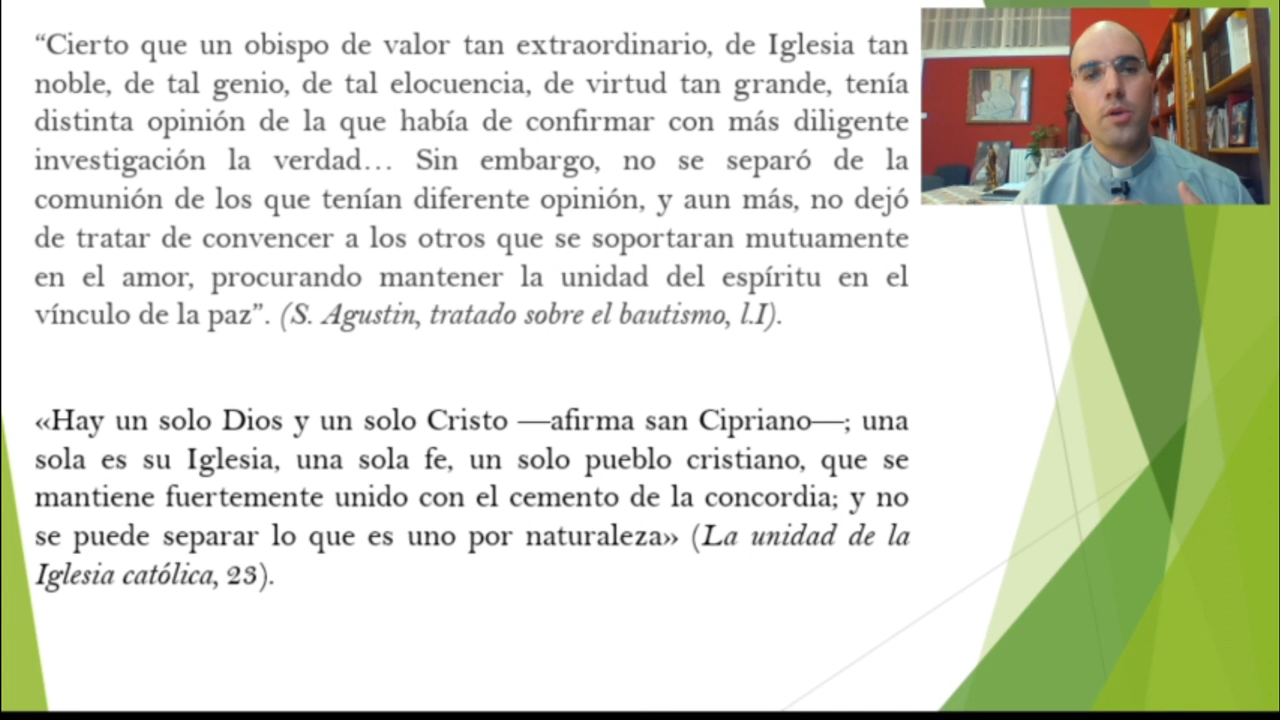 “Cierto que un obispo de valor tan extraordinario, de Iglesia tan
noble, de tal genio, de tal elocuencia, de virtud tan grande, tenía
distinta opinión de la que había de confirmar con más diligente
investigación la verdad… Sin embargo, no se separó de la
comunión de los que tenían diferente opinión, y aun más, no dejó
de tratar de convencer a los otros que se soportaran mutuamente
en el amor, procurando mantener la unidad del espíritu en el
vínculo de la paz”. (S. Agustin, tratado sobre el bautismo, l.I).
«Hay un solo Dios y un solo Cristo —afirma san Cipriano—; una
sola es su Iglesia, una sola fe, un solo pueblo cristiano, que se
mantiene fuertemente unido con el cemento de la concordia; y no
se puede separar lo que es uno por naturaleza» (La unidad de la
Iglesia católica, 23).